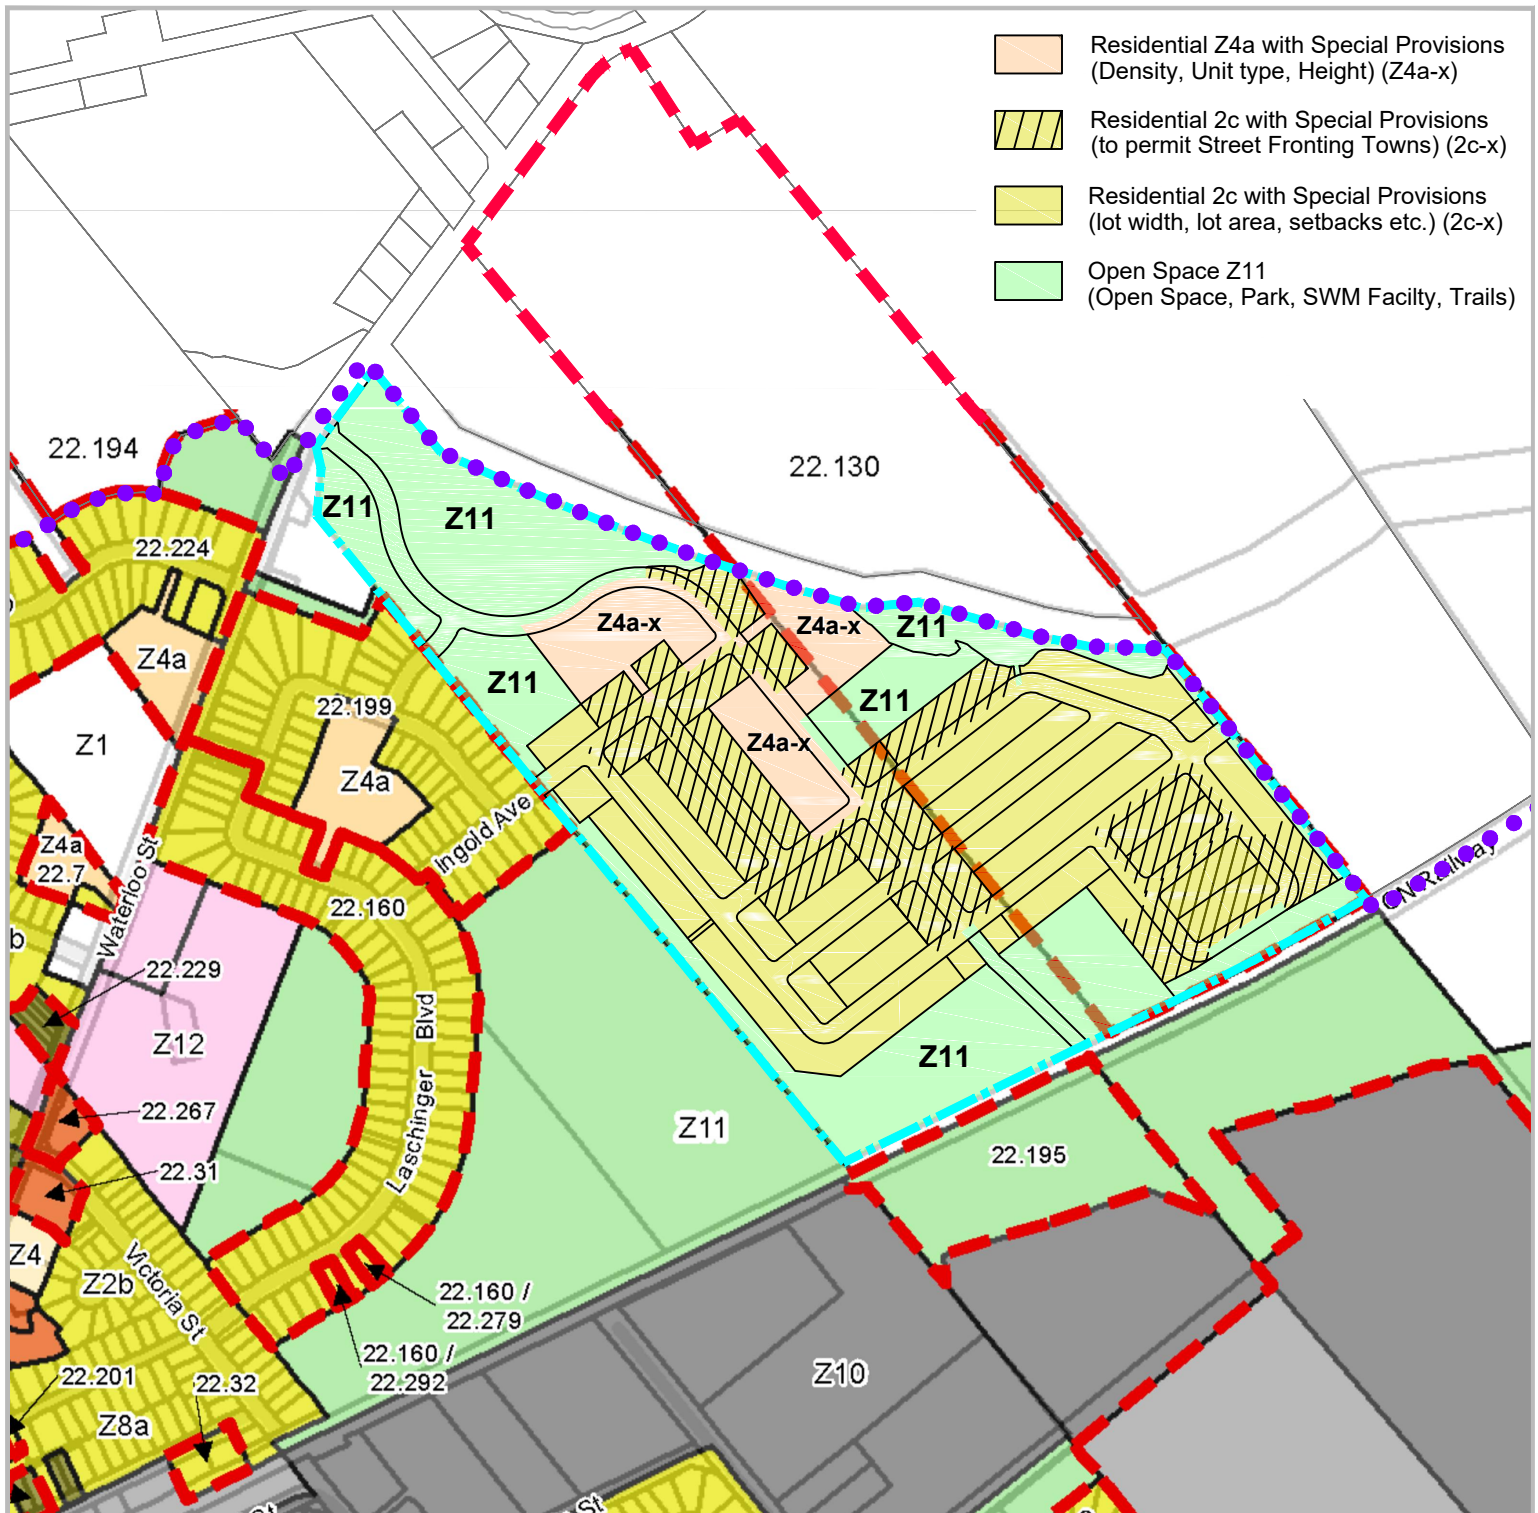 Residential Z4a with Special Provisions
(Density, Unit type, Height) (Z4a-x)
Residential 2c with Special Provisions
(to permit Street Fronting Towns) (2c-x)
Residential 2c with Special Provisions
(lot width, lot area, setbacks etc.) (2c-x)
Open Space Z11
(Open Space, Park, SWM Facilty, Trails)
22.194
22.130
Z11
Z11
22.224
Z4a-x
Z4a-x
Z11
Z4a
Z11
Z11
22.199
Z1
Z4a-x
Z4a
Ingold Ave
Z4a
22.7
CN Railway
Waterloo St
22.160
b
22.229
Blvd
Z12
Z11
22.267
Z11
Laschinger
22.195
22.31
Z4
Z2b
Victoria St
22.160 /
22.279
22.160 /
22.292
Z10
22.201
22.32
Z8a
St
St